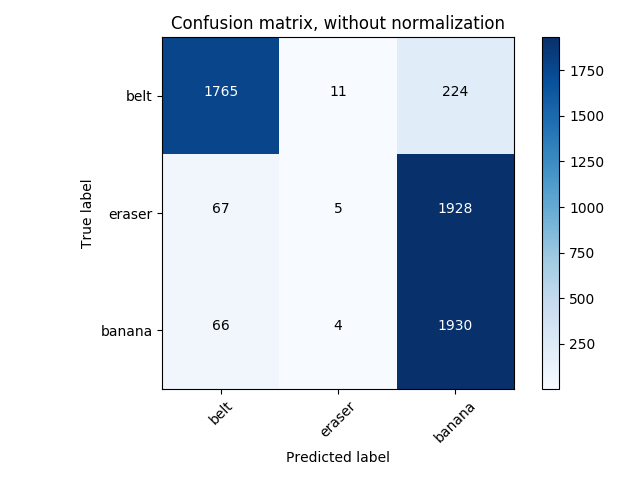 Confusion matrix, without normalization
True label
belt
eraser
banana
1765 11 224
67 5 1928
66 4 1930
belt eraser banana
Predicted label
1750
1500
1250
1000
750
500
250